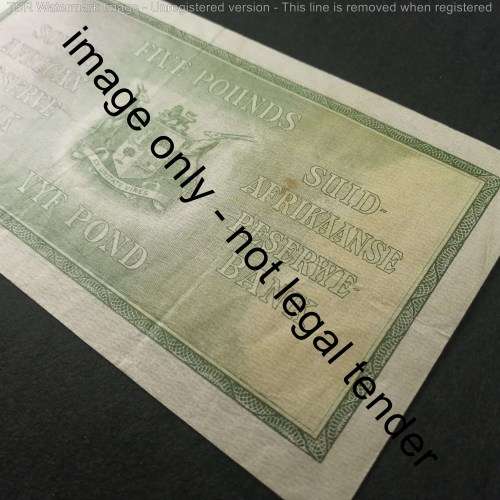 TSR Watermark Image - Unregistered version - This line is removed when registered
FIVE POUNDS
AFRICAN
SUID-
AFRIKAANSE
RESERWE-
BANK
VYF POND
image only - not legal tender